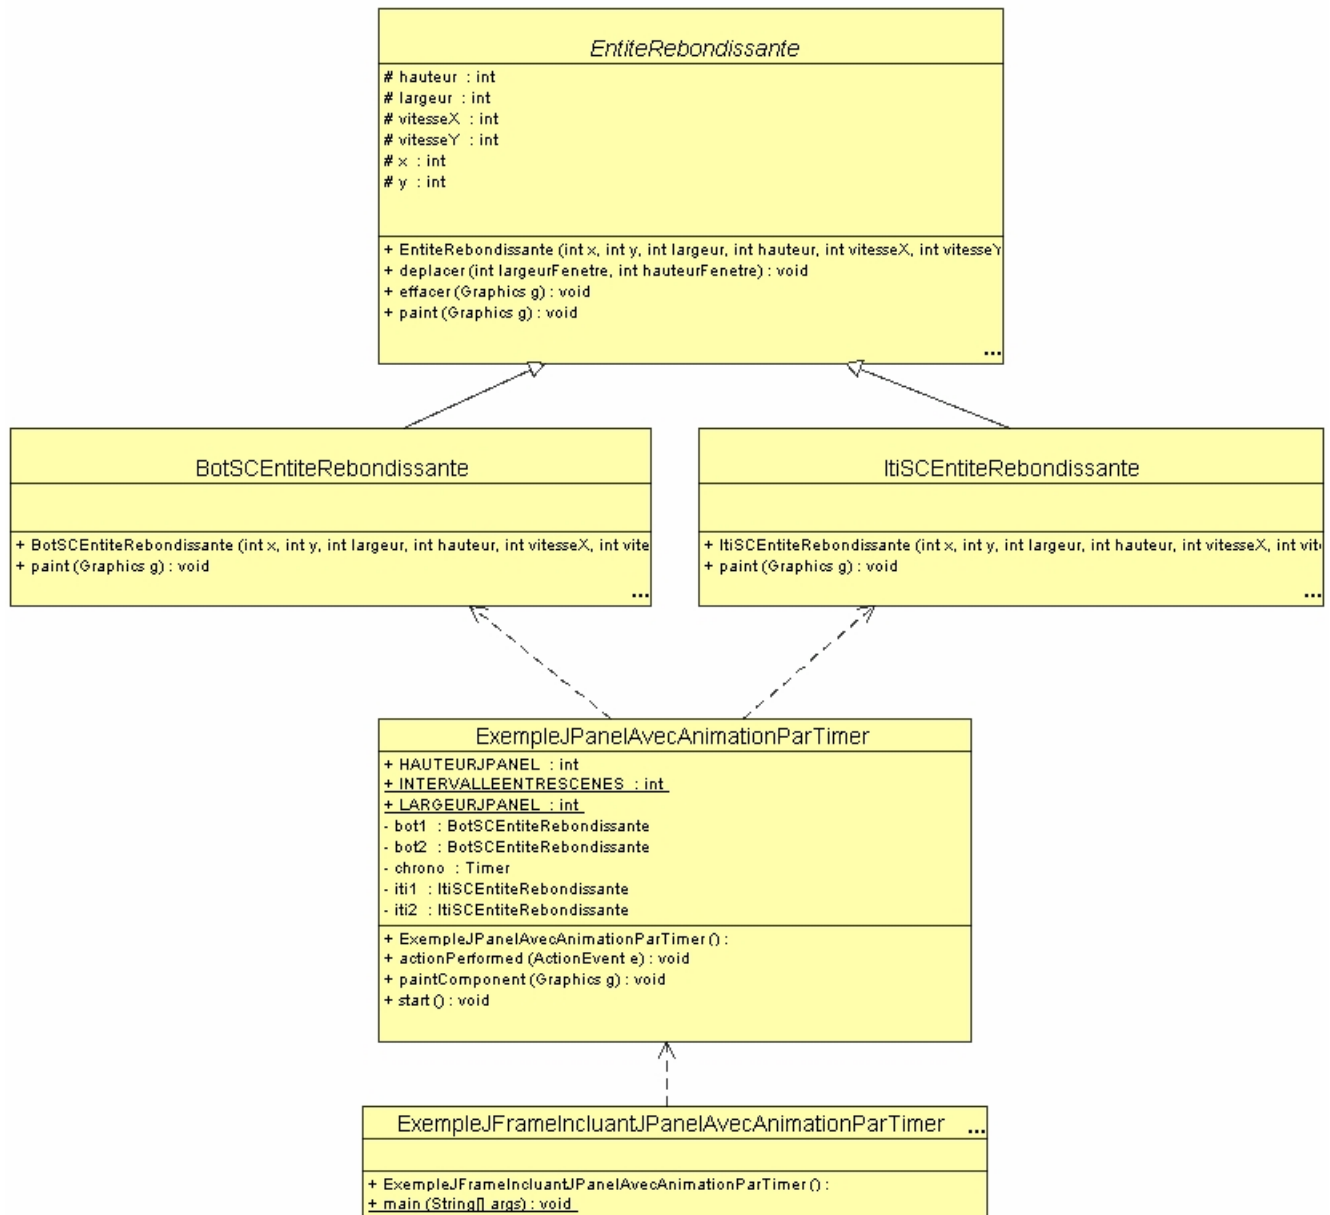 EntiteRebondissante
# hauteur : int
# largeur : int
# vitesseX : int
# vitesseY : int
# x : int
# y : int
+ EntiteRebondissante (int x, int y, int largeur, int hauteur, int vitesseX, int vitesseY
+ deplacer (int largeurFenetre, int hauteurFenetre) : void
+ effacer (Graphics g) : void
+ paint (Graphics g) : void
...
BotSCEntiteRebondissante
+ BotSCEntiteRebondissante (int x, int y, int largeur, int hauteur, int vitesseX, int vite
+ paint (Graphics g) : void
...
ItiSCEntiteRebondissante
+ ItiSCEntiteRebondissante (int x, int y, int largeur, int hauteur, int vitesseX, int vit
+ paint (Graphics g) : void
...
ExempleJPanelAvecAnimationParTimer
+ HAUTEURJPANEL : int
+ INTERVALLEENTRESCENES : int
+ LARGEURJPANEL : int
- bot1 : BotSCEntiteRebondissante
- bot2 : BotSCEntiteRebondissante
- chrono : Timer
- iti1 : ItiSCEntiteRebondissante
- iti2 : ItiSCEntiteRebondissante
+ ExempleJPanelAvecAnimationParTimer () :
+ actionPerformed (ActionEvent e) : void
+ paintComponent (Graphics g) : void
+ start () : void
ExempleJFrameIncluantJPanelAvecAnimationParTimer ...
+ ExempleJFrameIncluantJPanelAvecAnimationParTimer () :
+ main (String[] args) : void